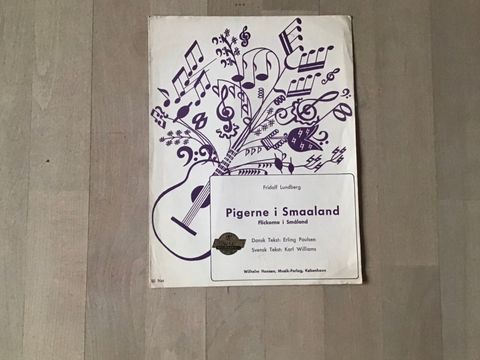 Fridolf Lundberg
Pigerne i Smaaland
Flickorna i Småland
Dansk Tekst: Erling Poulsen
Svensk Tekst: Karl Williams
Wilhelm Hansen, Musik-Forlag, København